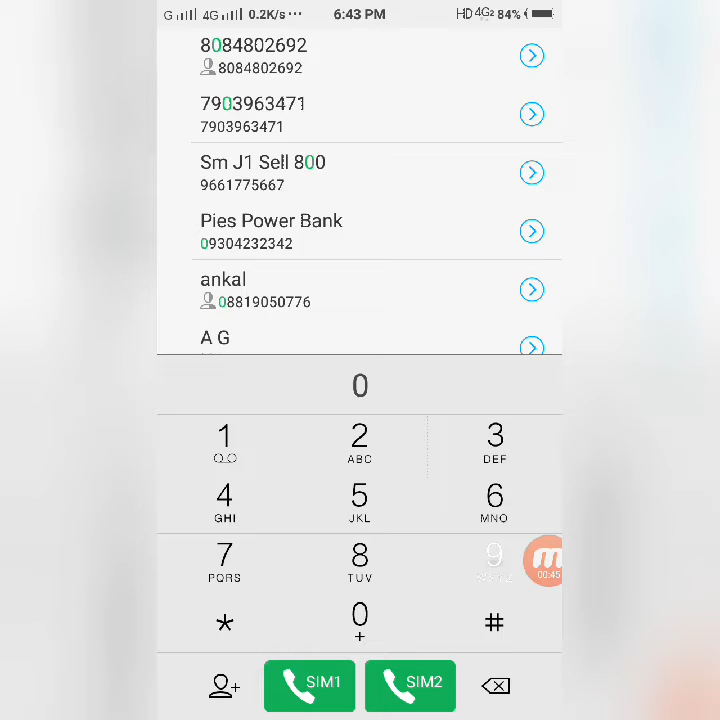 G 4G 0.2K/s ··· 6:43 PM HD 4G2 84%
8084802692
8084802692
7903963471
7903963471
Sm J1 Sell 800
9661775667
Pies Power Bank
09304232342
ankal
08819050776
A G
0
1 2 3
ABC DEF
4 5 6
GHI JKL MNO
7 8 9
PQRS TUV WXYZ
00:45
* 0 #
+
SIM1 SIM2